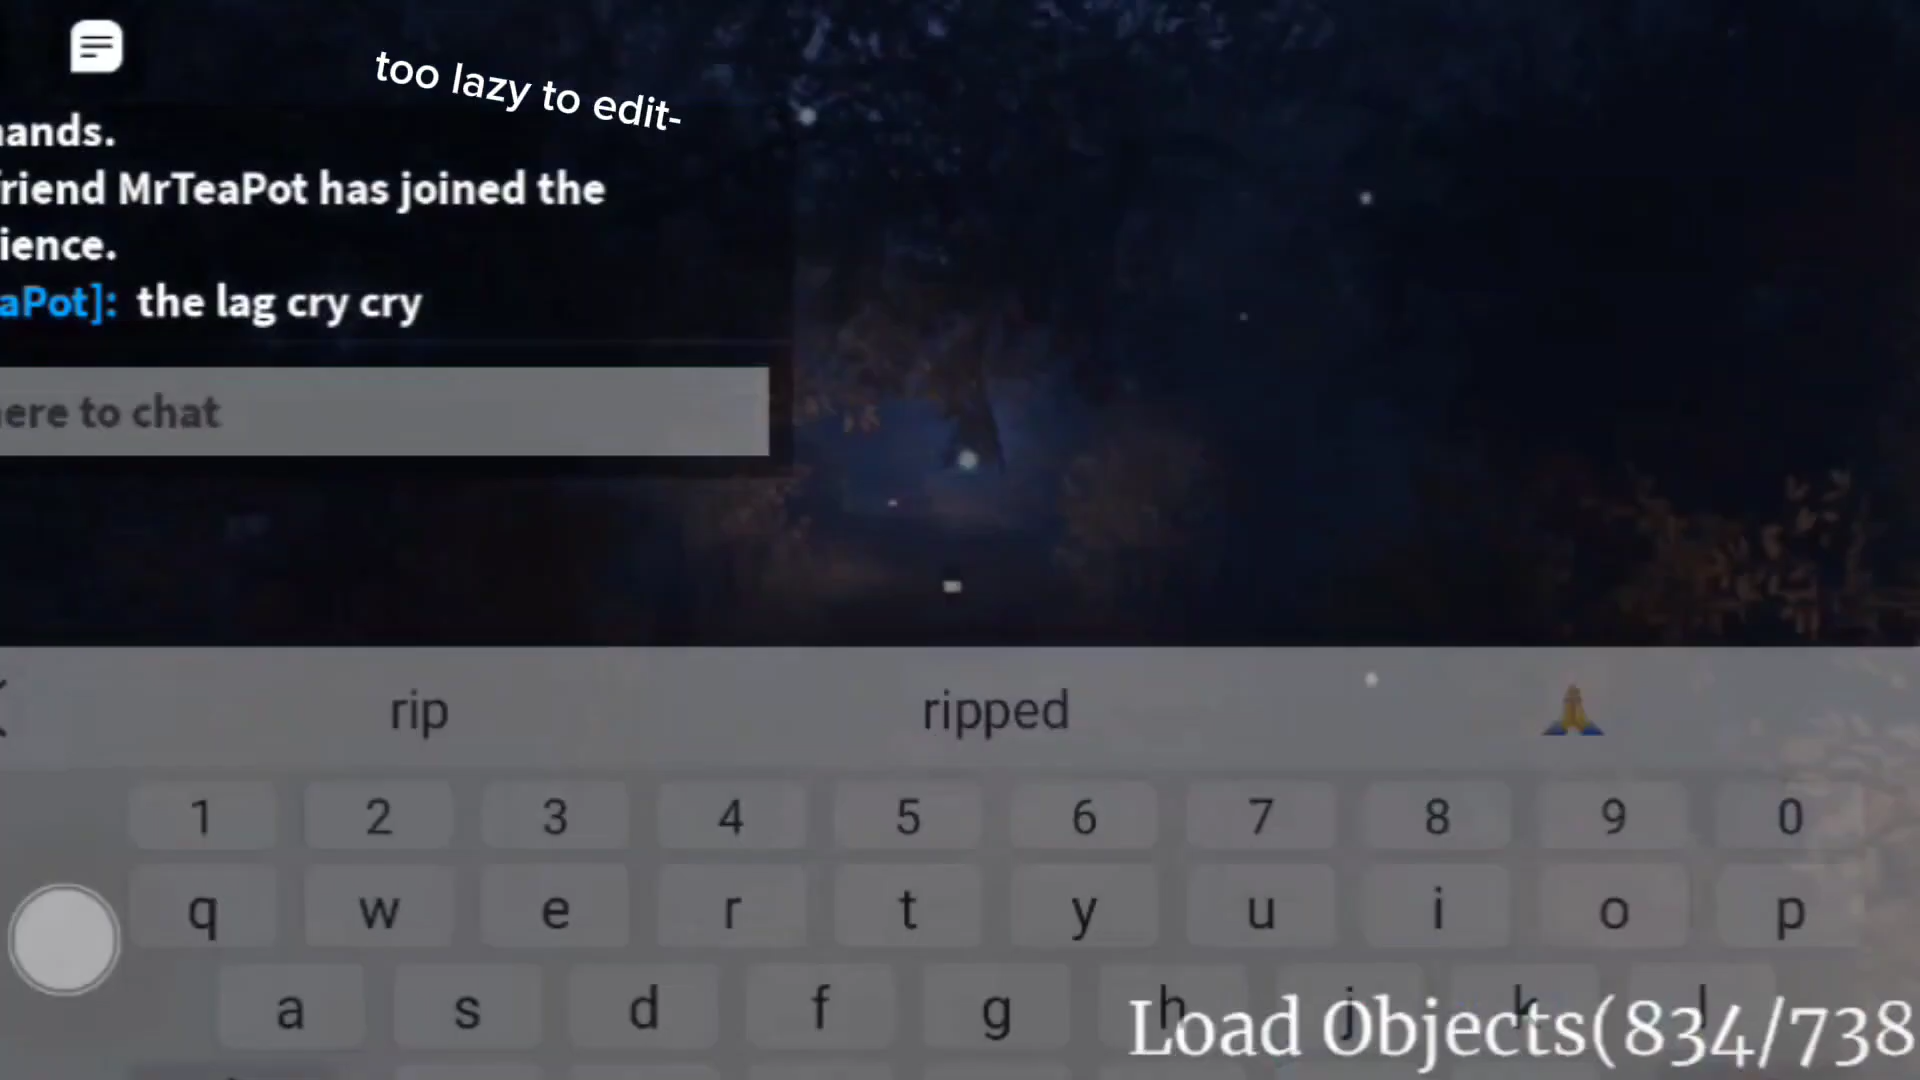 too lazy to edit-
ands.
riend MrTeaPot has joined the
ience.
aPot]: the lag cry cry
ere to chat
rip ripped 🙏
1 2 3 4 5 6 7 8 9 0
q w e r t y u i o p
a s d f g h j k l
Load Objects(834/738